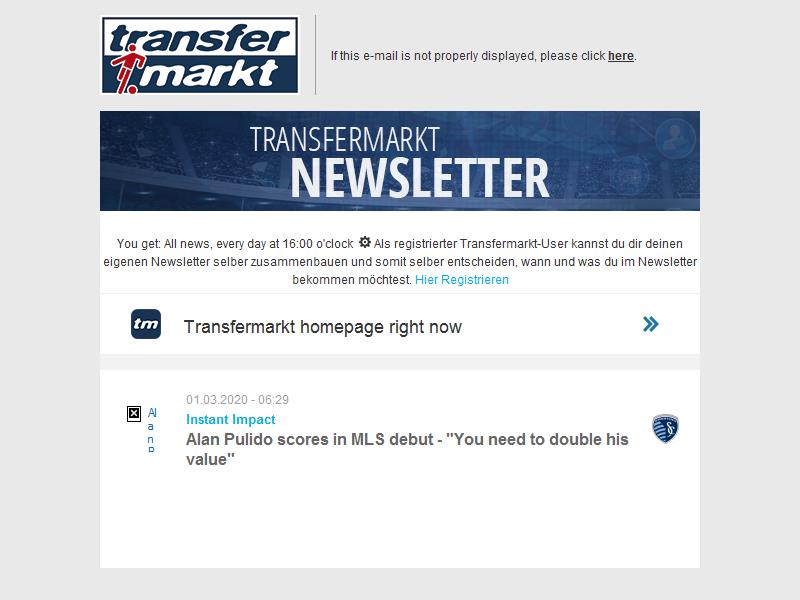 transfer
markt
If this e-mail is not properly displayed, please click here.
TRANSFERMARKT
NEWSLETTER
You get: All news, every day at 16:00 o'clock Als registrierter Transfermarkt-User kannst du dir deinen
eigenen Newsletter selber zusammenbauen und somit selber entscheiden, wann und was du im Newsletter
bekommen möchtest. Hier Registrieren
tm
Transfermarkt homepage right now
01.03.2020 - 06:29
Al
a
n
Instant Impact
Alan Pulido scores in MLS debut - "You need to double his
value"